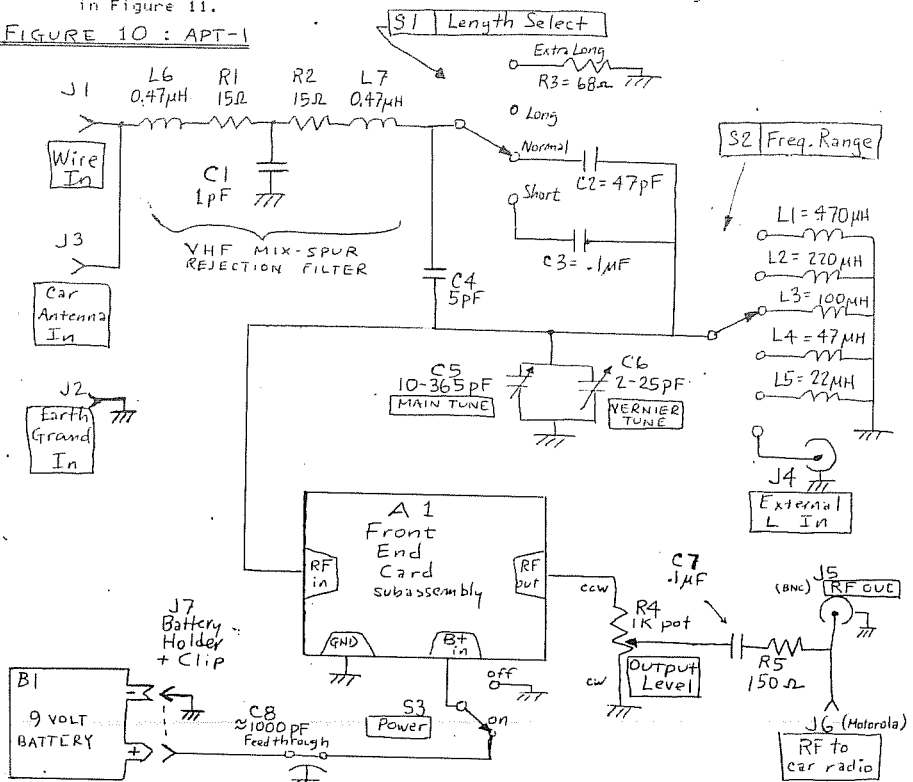 in Figure 11.
FIGURE 10 : APT-1
S1 Length Select
Extra Long
R3=68Ω
Long
Normal
C2=47pF
Short
C3=.1µF
J1
Wire
In
L6
0.47µH
R1
15Ω
R2
15Ω
L7
0.47µH
C1
1pF
VHF MIX-SPUR
REJECTION FILTER
J3
Car
Antenna
In
J2
Earth
Grand
In
C4
5pF
S2 Freq. Range
L1=470µH
L2=220µH
L3=100µH
L4=47µH
L5=22µH
J4
External
L In
C5
10-365pF
MAIN TUNE
C6
2-25pF
VERNIER
TUNE
A1
Front
End
Card
subassembly
RF
in
RF
out
GND
B+
in
J7
Battery
Holder
+ Clip
B1
9 VOLT
BATTERY
-
+
C8
≈1000pF
Feedthrough
S3
Power
off
on
ccw
R4
1K pot
cw
OUTPUT
Level
C7
.1µF
R5
150Ω
J5
(BNC) RF OUT
J6 (Motorola)
RF to
car radio